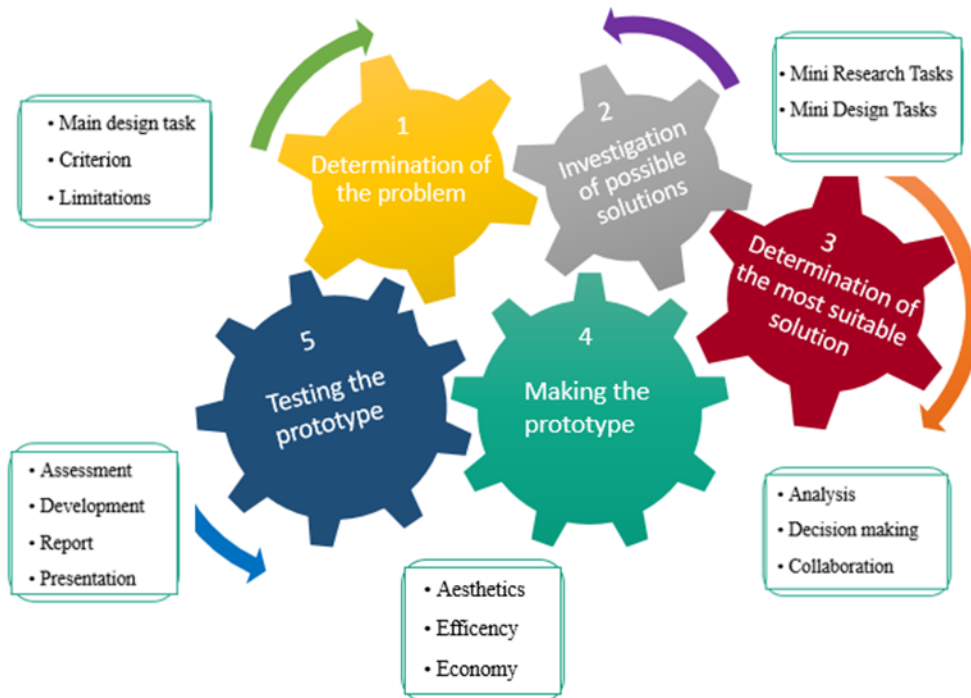 1
Determination of
the problem
• Main design task
• Criterion
• Limitations
2
Investigation
of possible
solutions
• Mini Research Tasks
• Mini Design Tasks
3
Determination of
the most suitable
solution
• Analysis
• Decision making
• Collaboration
4
Making the
prototype
• Aesthetics
• Efficency
• Economy
5
Testing the
prototype
• Assessment
• Development
• Report
• Presentation